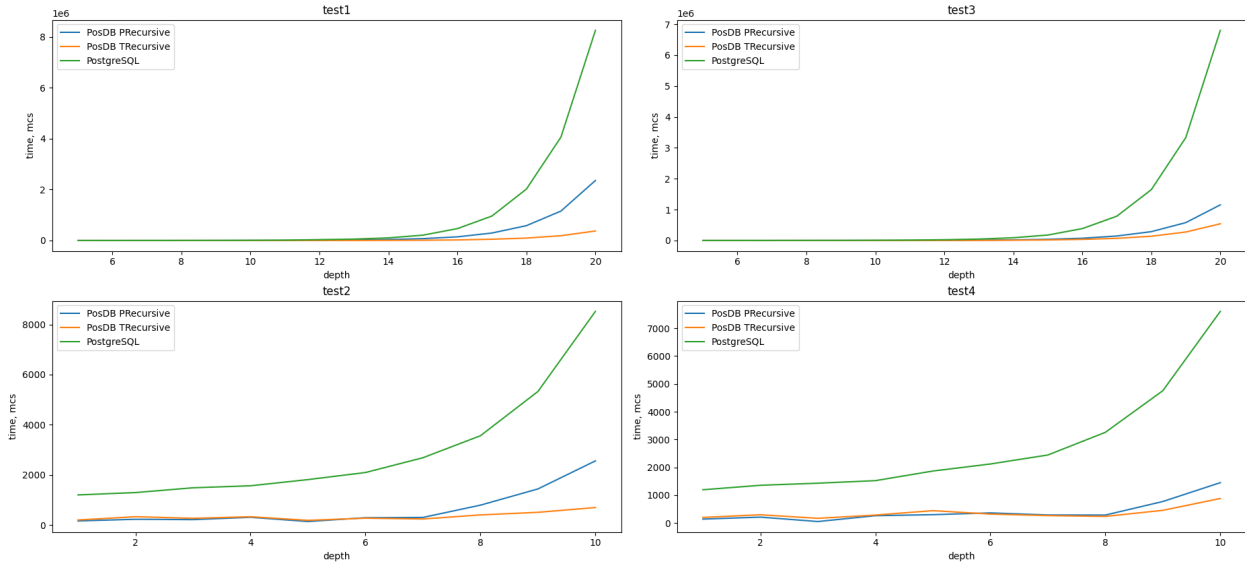 test1
1e6
PosDB PRecursive
PosDB TRecursive
PostgreSQL
time, mcs
8
6
4
2
0
6 8 10 12 14 16 18 20
depth
test3
1e6
PosDB PRecursive
PosDB TRecursive
PostgreSQL
time, mcs
7
6
5
4
3
2
1
0
6 8 10 12 14 16 18 20
depth
test2
PosDB PRecursive
PosDB TRecursive
PostgreSQL
time, mcs
8000
6000
4000
2000
0
2 4 6 8 10
depth
test4
PosDB PRecursive
PosDB TRecursive
PostgreSQL
time, mcs
7000
6000
5000
4000
3000
2000
1000
0
2 4 6 8 10
depth